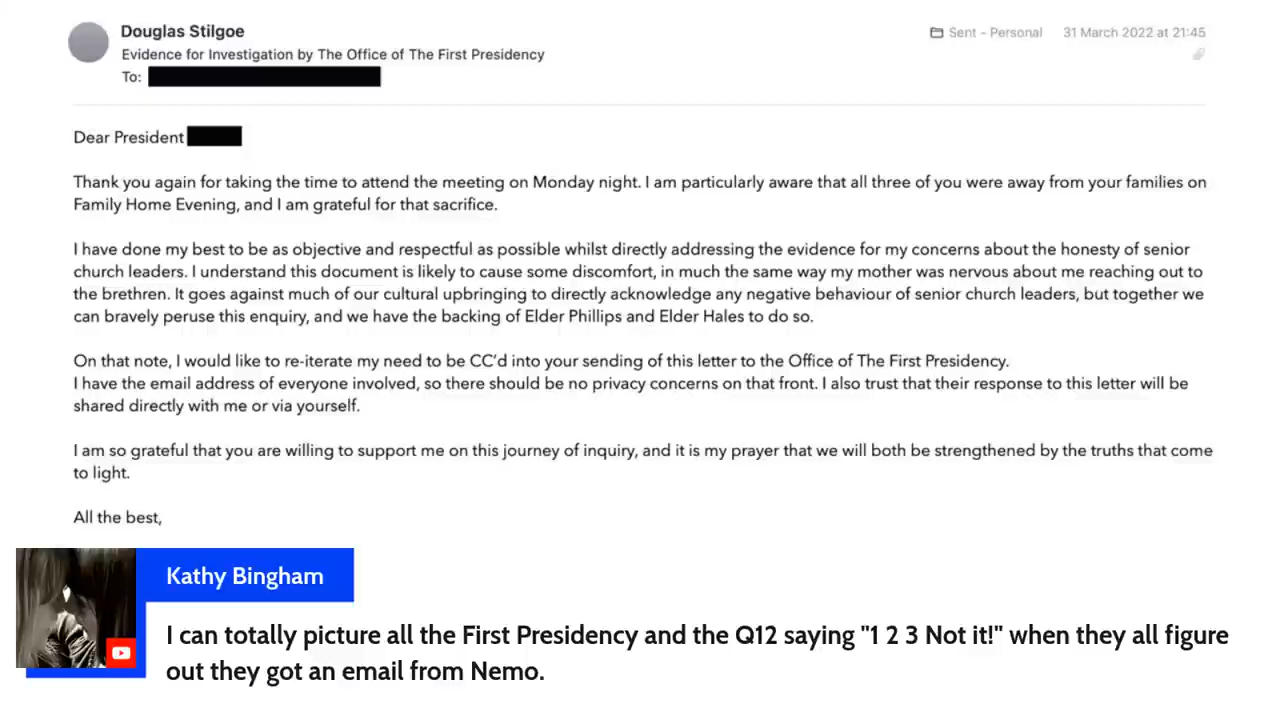 Douglas Stilgoe
Sent - Personal 31 March 2022 at 21:45
Evidence for Investigation by The Office of The First Presidency
To:
Dear President
Thank you again for taking the time to attend the meeting on Monday night. I am particularly aware that all three of you were away from your families on
Family Home Evening, and I am grateful for that sacrifice.
I have done my best to be as objective and respectful as possible whilst directly addressing the evidence for my concerns about the honesty of senior
church leaders. I understand this document is likely to cause some discomfort, in much the same way my mother was nervous about me reaching out to
the brethren. It goes against much of our cultural upbringing to directly acknowledge any negative behaviour of senior church leaders, but together we
can bravely peruse this enquiry, and we have the backing of Elder Phillips and Elder Hales to do so.
On that note, I would like to re-iterate my need to be CC'd into your sending of this letter to the Office of The First Presidency.
I have the email address of everyone involved, so there should be no privacy concerns on that front. I also trust that their response to this letter will be
shared directly with me or via yourself.
I am so grateful that you are willing to support me on this journey of inquiry, and it is my prayer that we will both be strengthened by the truths that come
to light.
All the best,
Kathy Bingham
I can totally picture all the First Presidency and the Q12 saying "1 2 3 Not it!" when they all figure
out they got an email from Nemo.